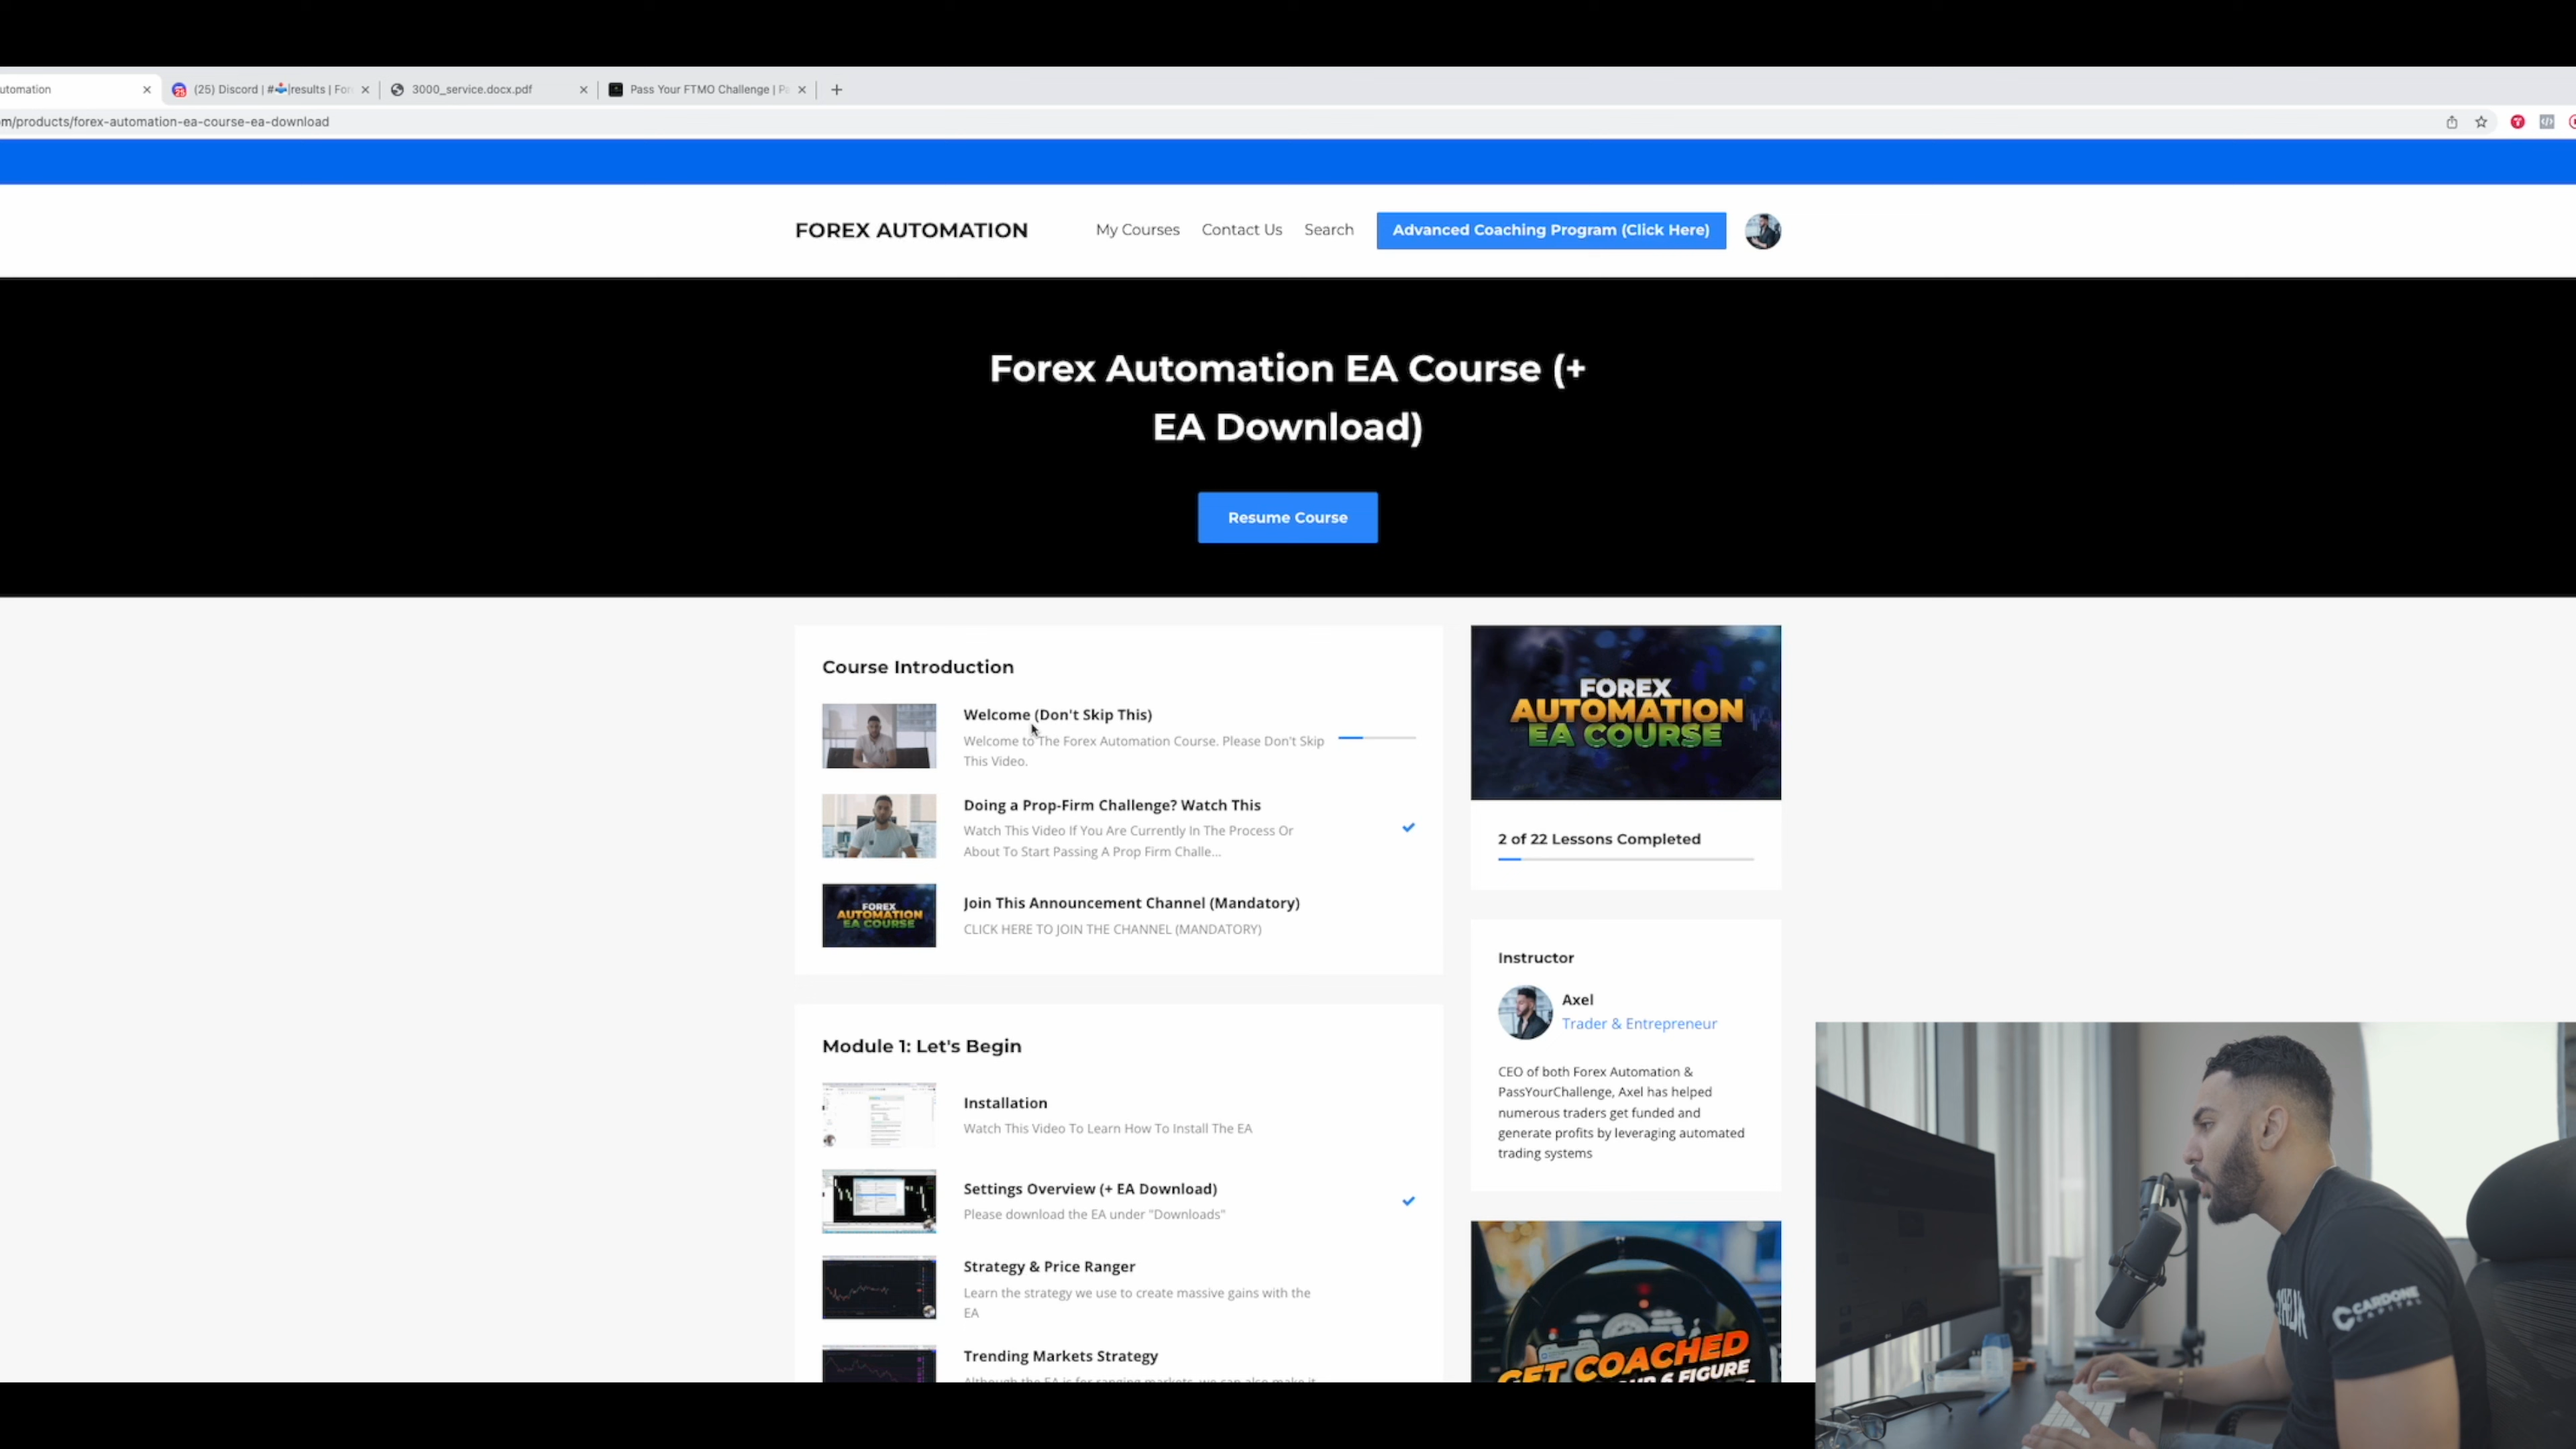 utomation
(25) Discord | #📥|results | For
3000_service.docx.pdf
Pass Your FTMO Challenge | Pa
m/products/forex-automation-ea-course-ea-download
FOREX AUTOMATION
My Courses
Contact Us
Search
Advanced Coaching Program (Click Here)
Forex Automation EA Course (+
EA Download)
Resume Course
Course Introduction
Welcome (Don't Skip This)
Welcome to The Forex Automation Course. Please Don't Skip
This Video.
Doing a Prop-Firm Challenge? Watch This
Watch This Video If You Are Currently In The Process Or
About To Start Passing A Prop Firm Challe...
FOREX
AUTOMATION
EA COURSE
Join This Announcement Channel (Mandatory)
CLICK HERE TO JOIN THE CHANNEL (MANDATORY)
Module 1: Let's Begin
Installation
Watch This Video To Learn How To Install The EA
Settings Overview (+ EA Download)
Please download the EA under "Downloads"
Strategy & Price Ranger
Learn the strategy we use to create massive gains with the
EA
Trending Markets Strategy
FOREX
AUTOMATION
EA COURSE
2 of 22 Lessons Completed
Instructor
Axel
Trader & Entrepreneur
CEO of both Forex Automation &
PassYourChallenge, Axel has helped
numerous traders get funded and
generate profits by leveraging automated
trading systems
GET COACHED
6 FIGURE
CARDONE
CAPITAL